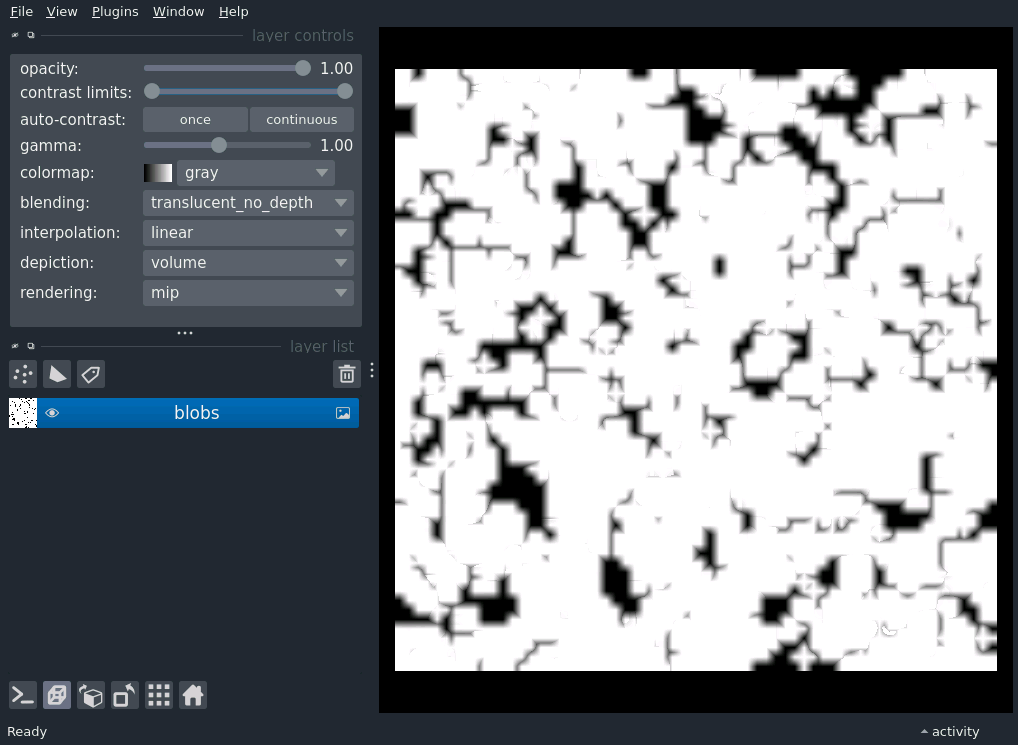 File View Plugins Window Help
layer controls
opacity: 1.00
contrast limits:
auto-contrast: once continuous
gamma: 1.00
colormap: gray
blending: translucent_no_depth
interpolation: linear
depiction: volume
rendering: mip
layer list
blobs
Ready activity